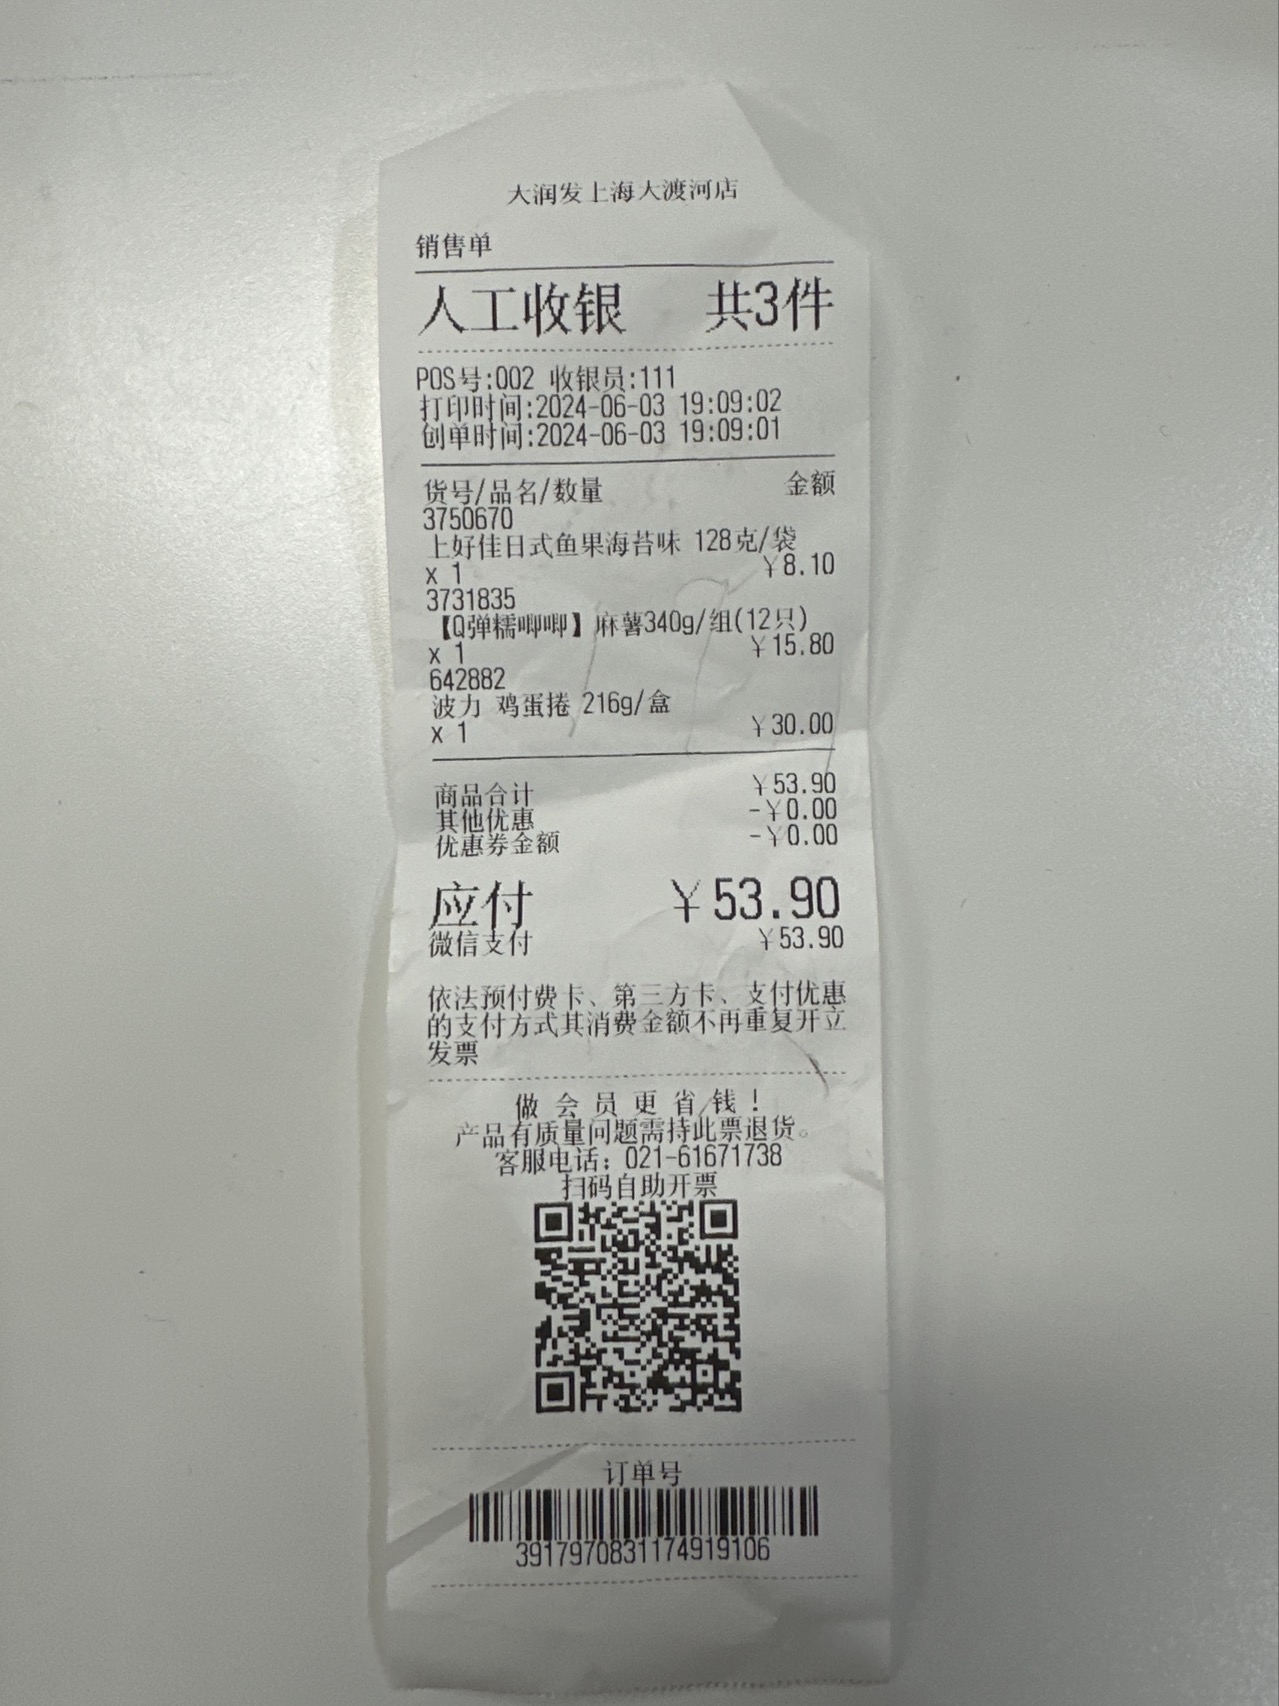 大润发上海大渡河店
销售单
人工收银 共3件
POS号:002 收银员:111
打印时间:2024-06-03 19:09:02
创单时间:2024-06-03 19:09:01
货号/品名/数量 金额
3750670
上好佳日式鱼果海苔味 128克/袋
x 1 ￥8.10
3731835
【Q弹糯唧唧】麻薯340g/组(12只)
x 1 ￥15.80
642882
波力 鸡蛋捲 216g/盒
x 1 ￥30.00
商品合计 ￥53.90
其他优惠 -￥0.00
优惠券金额 -￥0.00
应付 ￥53.90
微信支付 ￥53.90
依法预付费卡、第三方卡、支付优惠
的支付方式其消费金额不再重复开立
发票
做会员更省钱！
产品有质量问题需持此票退货。
客服电话：021-61671738
扫码自助开票
订单号
3917970831174919106